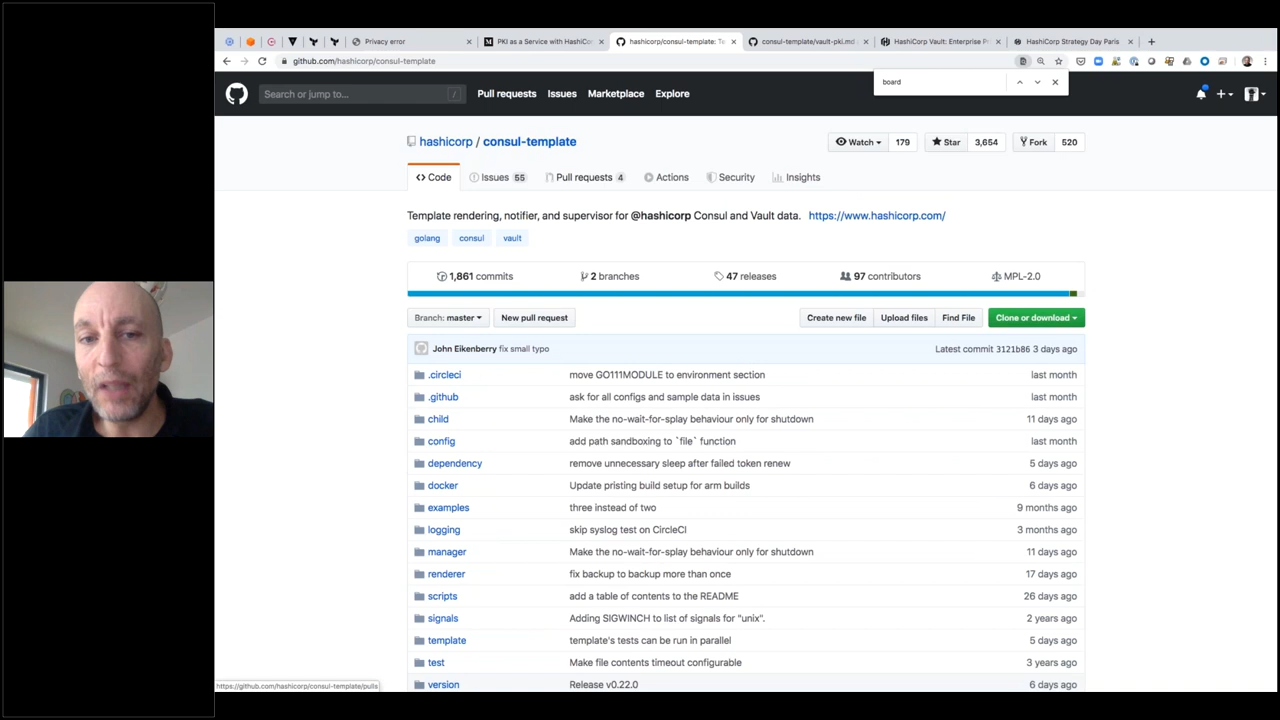 Privacy error
PKI as a Service with HashiCo
hashicorp/consul-template: Te
consul-template/vault-pki.md
HashiCorp Vault: Enterprise P
HashiCorp Strategy Day Paris
github.com/hashicorp/consul-template
board
Search or jump to...
/
Pull requests
Issues
Marketplace
Explore
hashicorp / consul-template
Watch
179
Star
3,654
Fork
520
Code
Issues 55
Pull requests 4
Actions
Security
Insights
Template rendering, notifier, and supervisor for @hashicorp Consul and Vault data. https://www.hashicorp.com/
golang
consul
vault
1,861 commits
2 branches
47 releases
97 contributors
MPL-2.0
Branch: master
New pull request
Create new file
Upload files
Find File
Clone or download
John Eikenberry fix small typo
Latest commit 3121b86 3 days ago
.circleci move GO111MODULE to environment section last month
.github ask for all configs and sample data in issues last month
child Make the no-wait-for-splay behaviour only for shutdown 11 days ago
config add path sandboxing to `file` function last month
dependency remove unnecessary sleep after failed token renew 5 days ago
docker Update pristing build setup for arm builds 6 days ago
examples three instead of two 9 months ago
logging skip syslog test on CircleCI 3 months ago
manager Make the no-wait-for-splay behaviour only for shutdown 11 days ago
renderer fix backup to backup more than once 17 days ago
scripts add a table of contents to the README 26 days ago
signals Adding SIGWINCH to list of signals for "unix". 2 years ago
template template's tests can be run in parallel 5 days ago
test Make file contents timeout configurable 3 years ago
version Release v0.22.0 6 days ago
https://github.com/hashicorp/consul-template/pulls